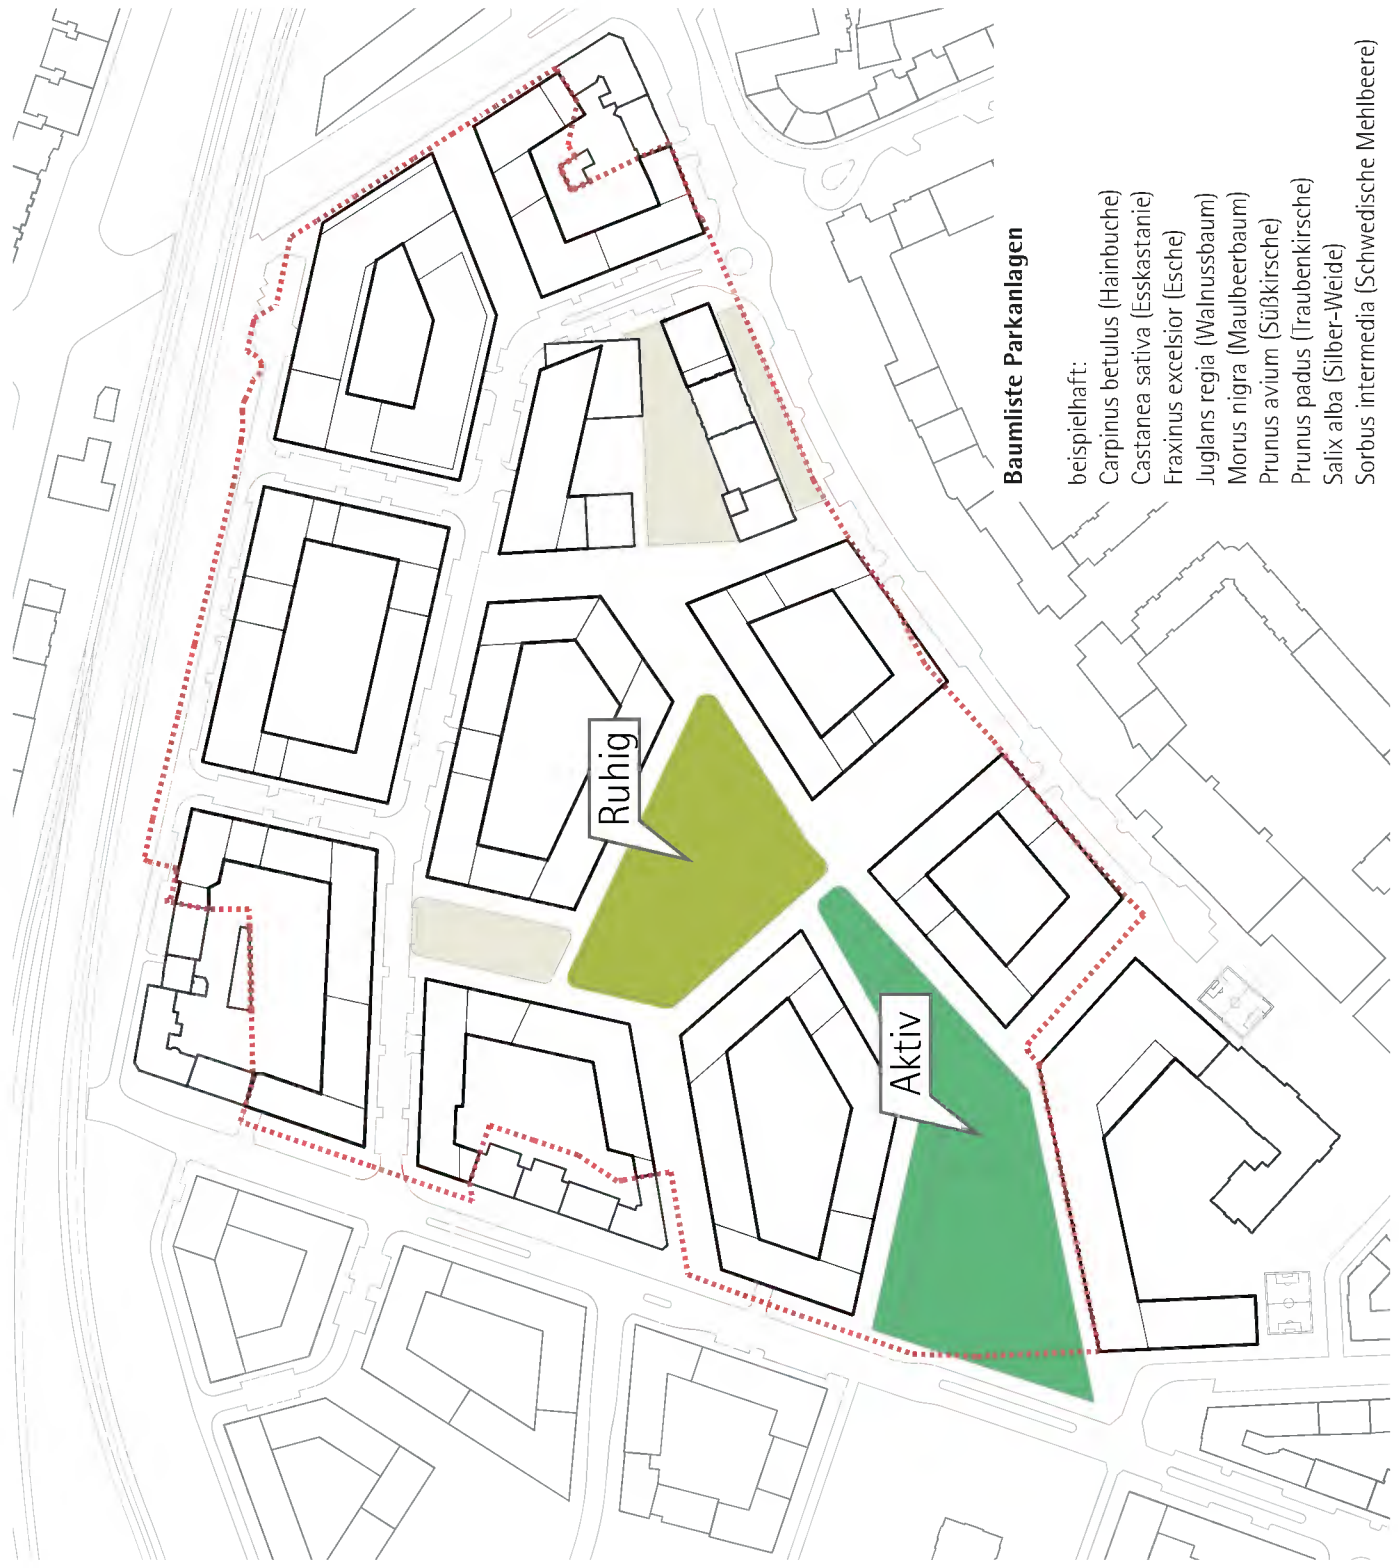 Ruhig
Aktiv
Baumliste Parkanlagen
beispielhaft:
Carpinus betulus (Hainbuche)
Castanea sativa (Esskastanie)
Fraxinus excelsior (Esche)
Juglans regia (Walnussbaum)
Morus nigra (Maulbeerbaum)
Prunus avium (Süßkirsche)
Prunus padus (Traubenkirsche)
Salix alba (Silber-Weide)
Sorbus intermedia (Schwedische Mehlbeere)